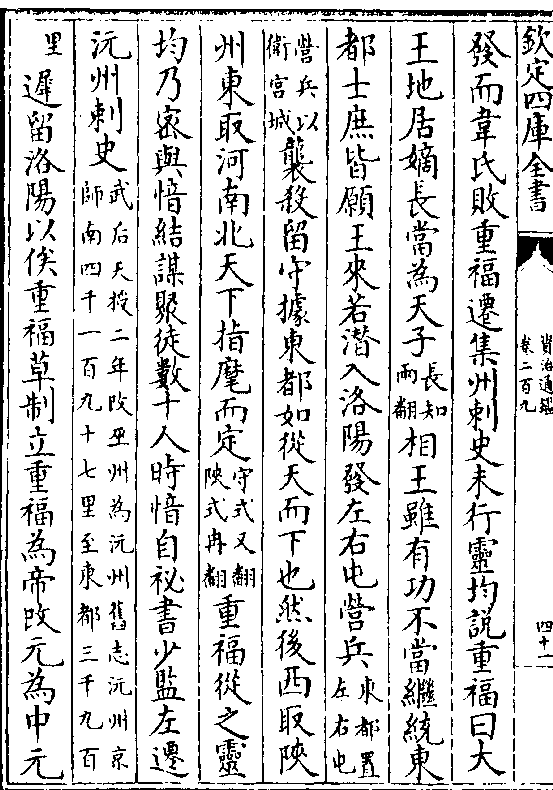 欽定四庫全書
資治通鑑
卷二百九
四十一
發而韋氏敗重福遷集州刺史未行靈均說重福曰大
王地居嫡長當為天子長知兩翻相王雖有功不當繼統東
都士庶皆願王來若潛入洛陽發左右屯營兵東都置左右屯
營兵以衛宮城襲殺留守據東都如從天而下也然後西取陜
州東取河南北天下指麾而定守式又翻陜式冉翻重福從之靈
均乃密與愔結謀聚徒數十人時愔自祕書少監左遷
沅州刺史武后天授二年改巫州為沅州舊志沅州京師南四千一百九十七里至東都三千九百
里遲留洛陽以俟重福草制立重福為帝改元為中元